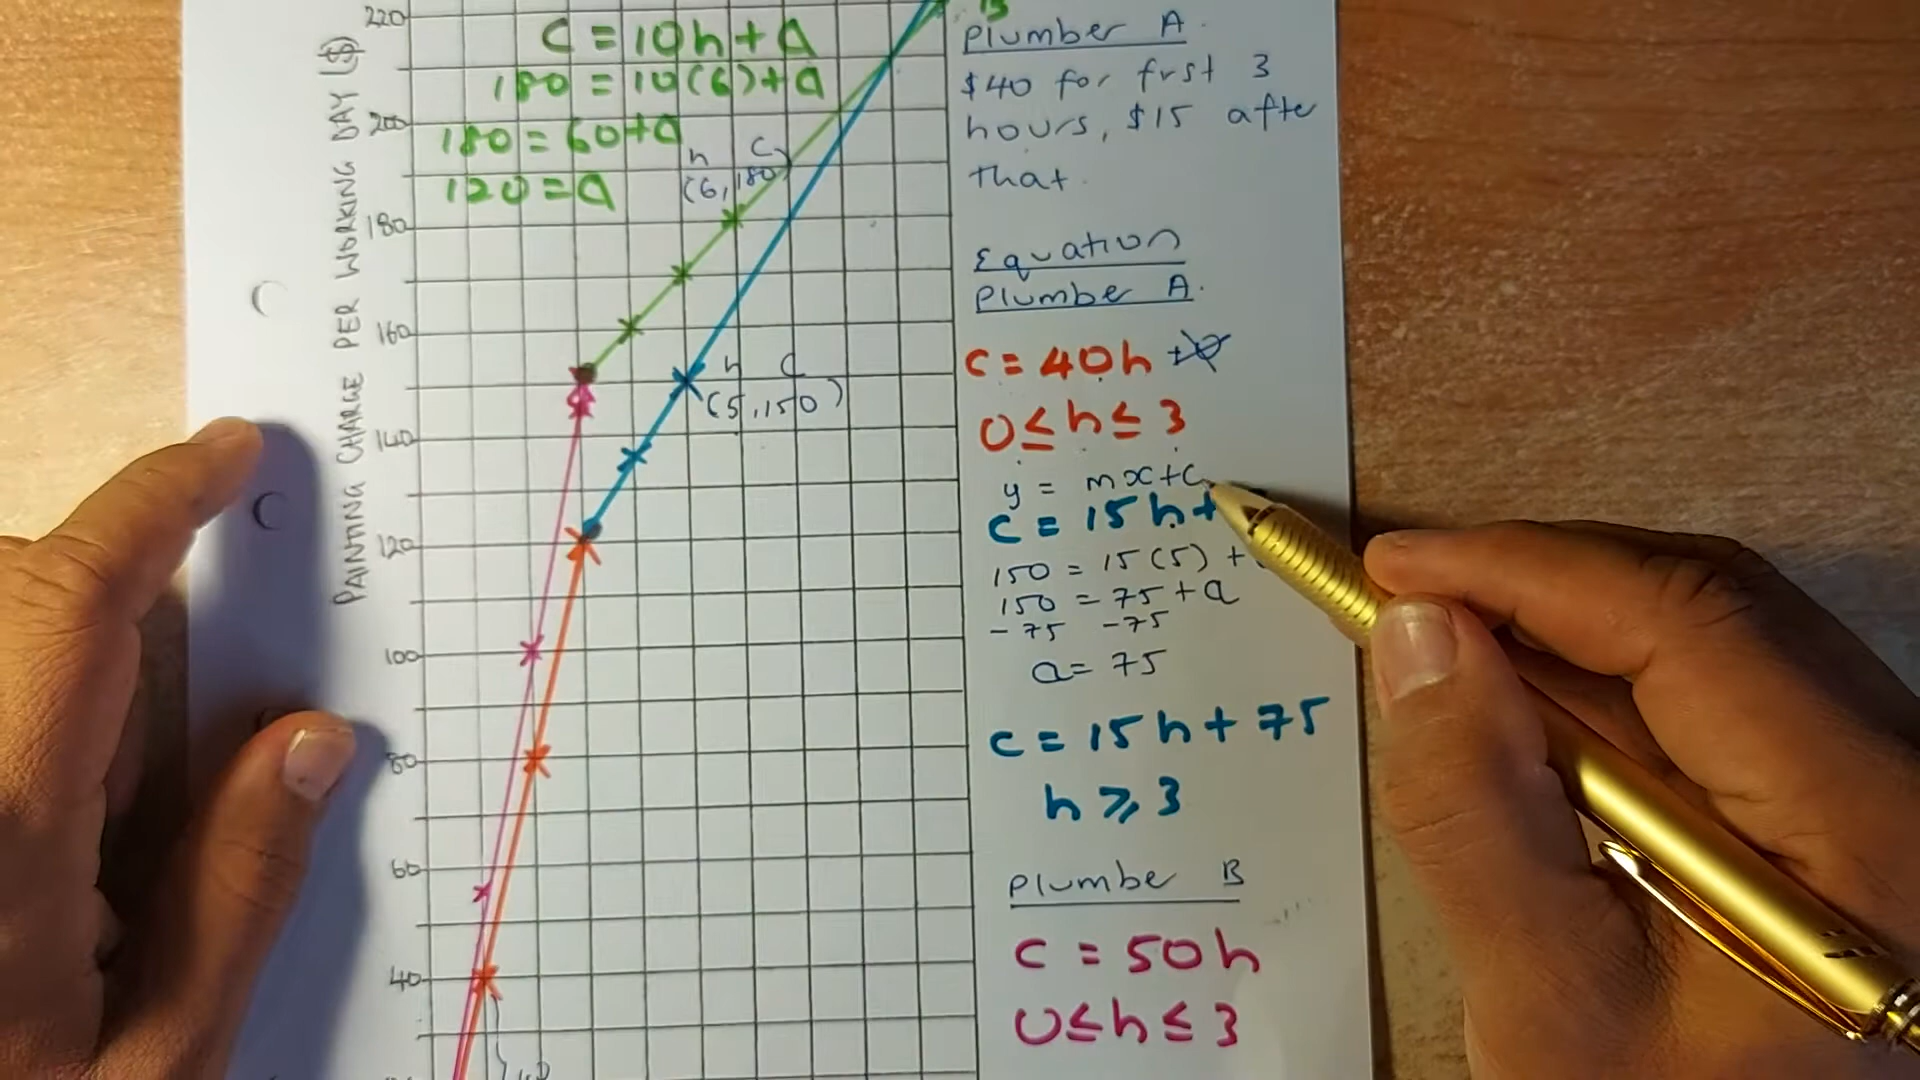 PAINTING CHARGE PER WORKING DAY ($)
220
200
180
160
140
120
100
80
60
40
C = 10h + a
180 = 10(6) + a
180 = 60 + a
120 = a
h C
(6, 180)
h C
(5, 150)
B
Plumber A.
$40 for frst 3
hours, $15 after
that.
Equation
Plumber A.
C = 40h + 0
0 ≤ h ≤ 3
y = mx + c
C = 15h +
150 = 15(5) +
150 = 75 + a
- 75 - 75
a = 75
C = 15h + 75
h ⩾ 3
Plumbe B
C = 50h
0 ≤ h ≤ 3